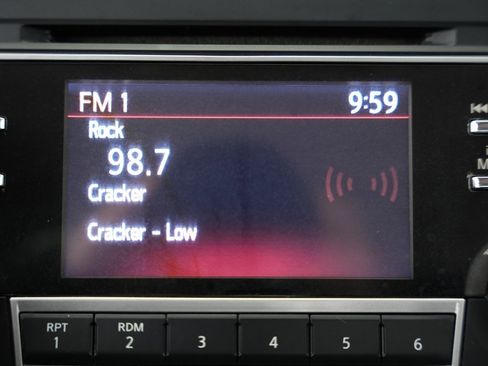 FM 1 9:59
Rock
98.7
Cracker
Cracker - Low
RPT RDM
1 2 3 4 5 6